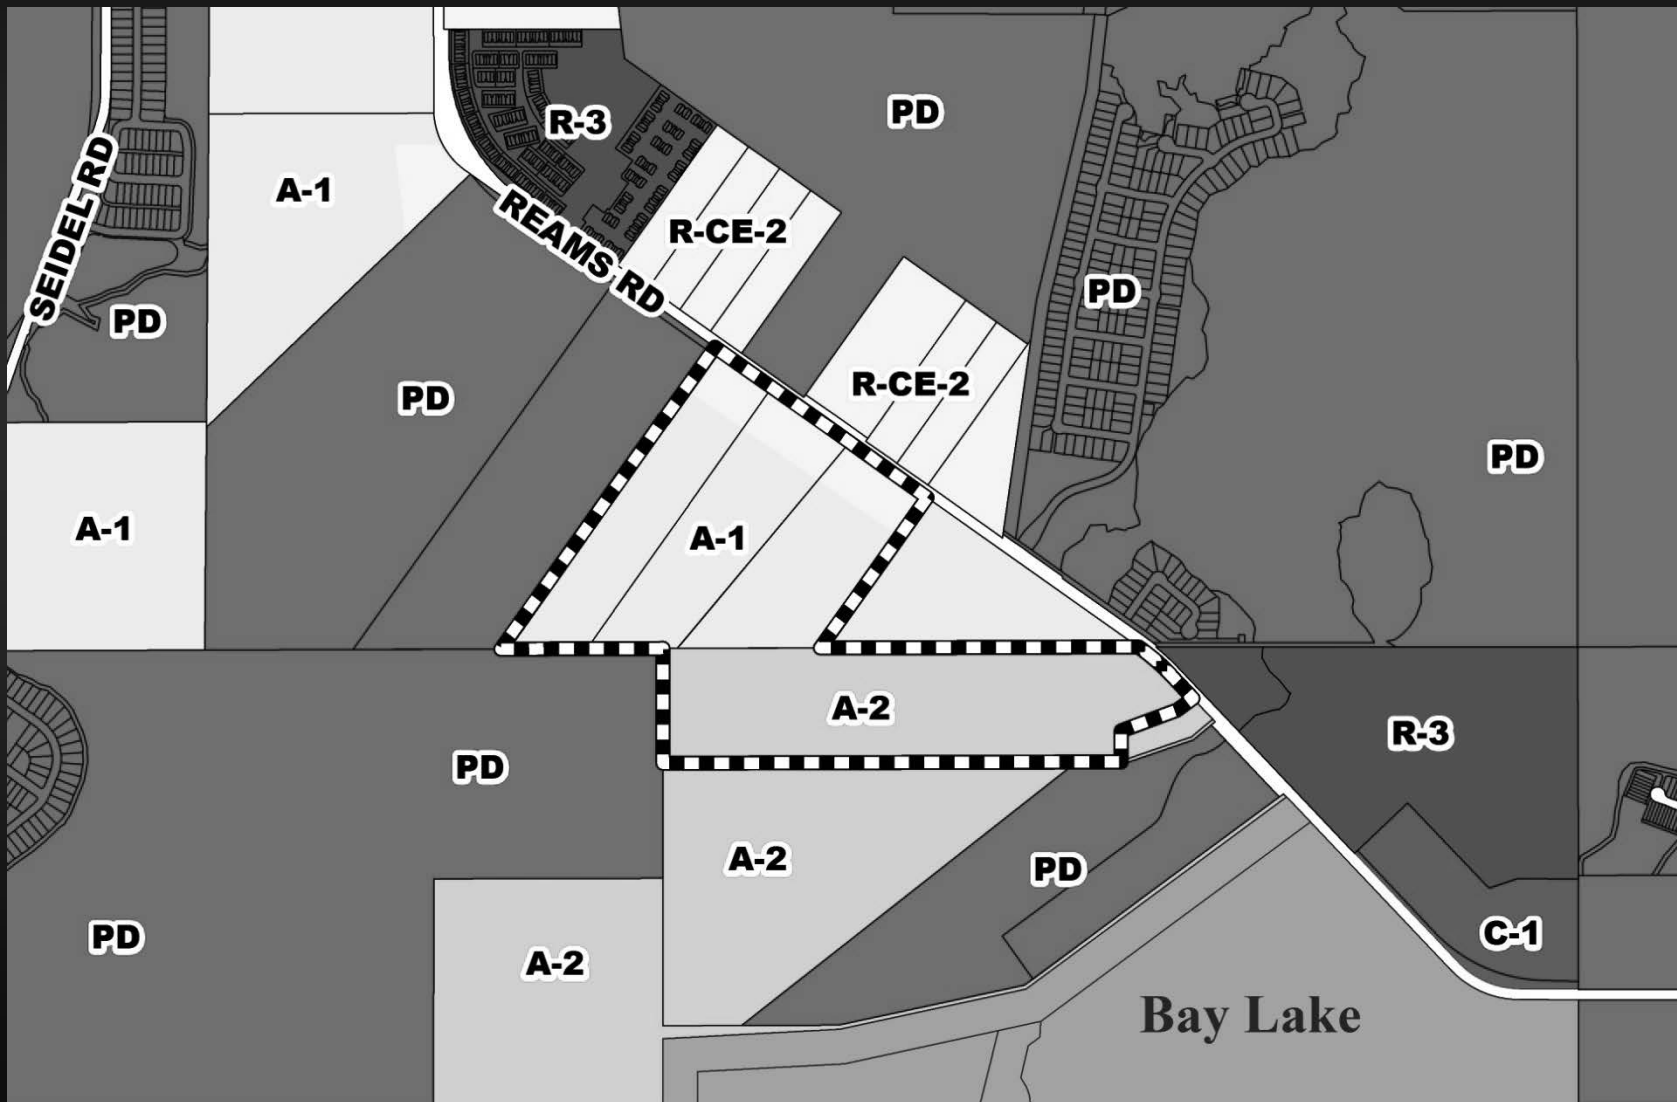 PD
R-3
SEIDEL RD
A-1
REAMS RD
R-CE-2
PD
PD
R-CE-2
PD
PD
A-1
A-1
A-2
R-3
PD
A-2
PD
PD
C-1
A-2
Bay Lake